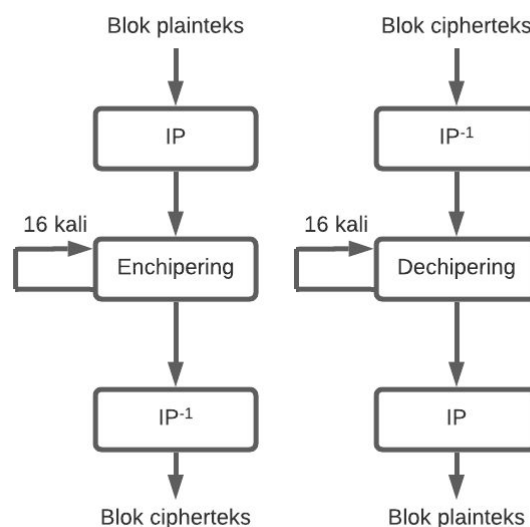 Blok plainteks
IP
16 kali
Enchipering
IP-1
Blok cipherteks
Blok cipherteks
IP-1
16 kali
Dechipering
IP
Blok plainteks